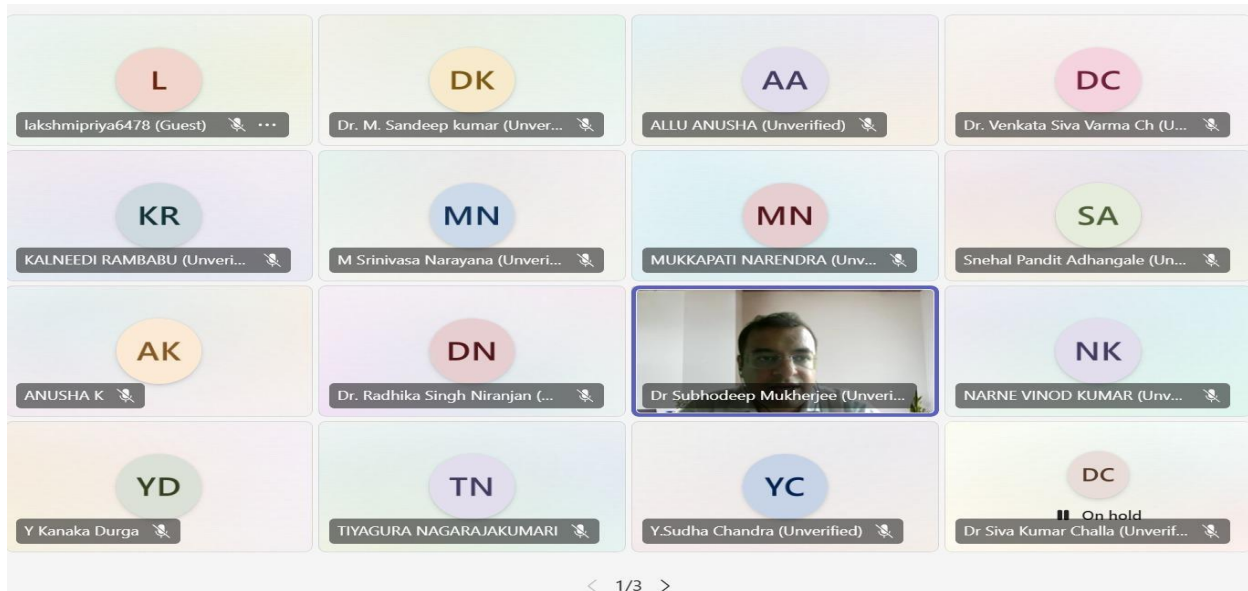 L
lakshmipriya6478 (Guest) ...
DK
Dr. M. Sandeep kumar (Unver...
AA
ALLU ANUSHA (Unverified)
DC
Dr. Venkata Siva Varma Ch (U...
KR
KALNEEDI RAMBABU (Unveri...
MN
M Srinivasa Narayana (Unveri...
MN
MUKKAPATI NARENDRA (Unv...
SA
Snehal Pandit Adhangale (Un...
AK
ANUSHA K
DN
Dr. Radhika Singh Niranjan (...
Dr Subhodeep Mukherjee (Unveri...
NK
NARNE VINOD KUMAR (Unv...
YD
Y Kanaka Durga
TN
TIYAGURA NAGARAJAKUMARI
YC
Y.Sudha Chandra (Unverified)
DC
On hold
Dr Siva Kumar Challa (Unverif...
< 1/3 >